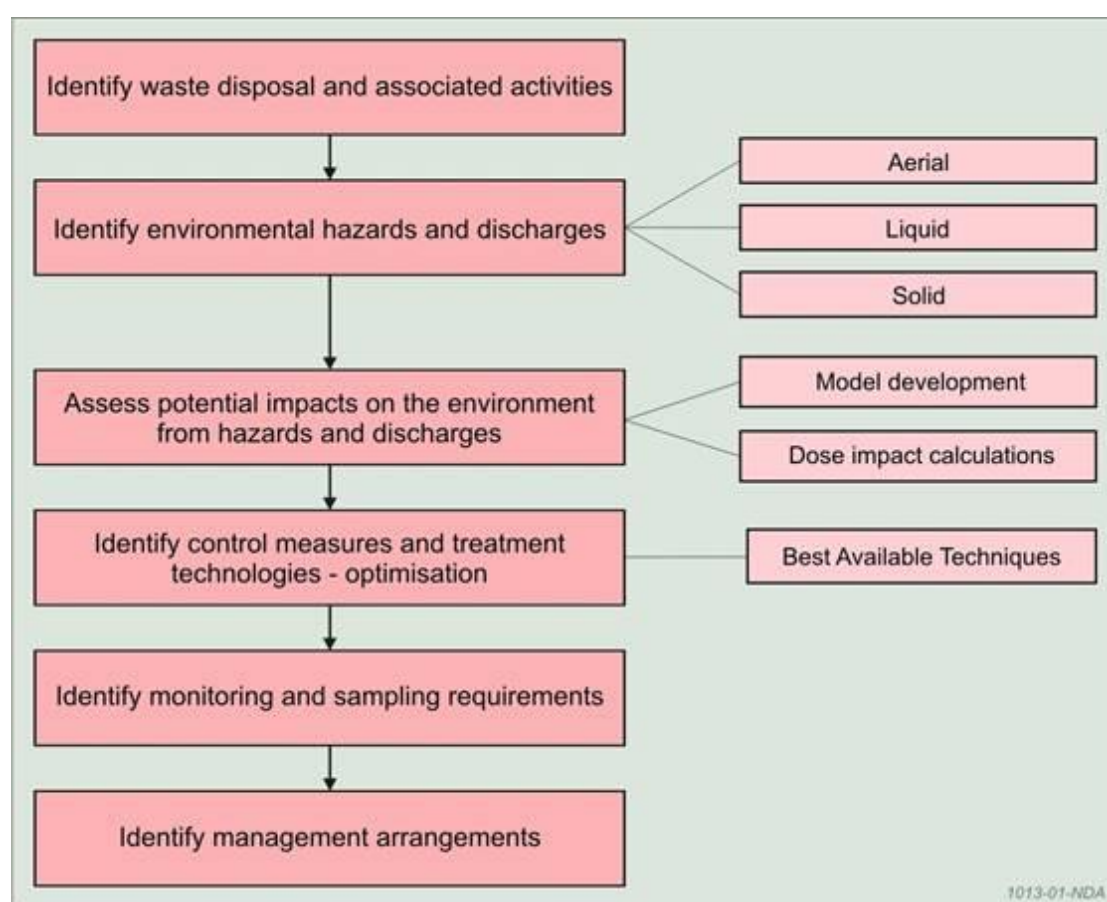 Identify waste disposal and associated activities
Identify environmental hazards and discharges
Aerial
Liquid
Solid
Assess potential impacts on the environment
from hazards and discharges
Model development
Dose impact calculations
Identify control measures and treatment
technologies - optimisation
Best Available Techniques
Identify monitoring and sampling requirements
Identify management arrangements
1013-01-NDA